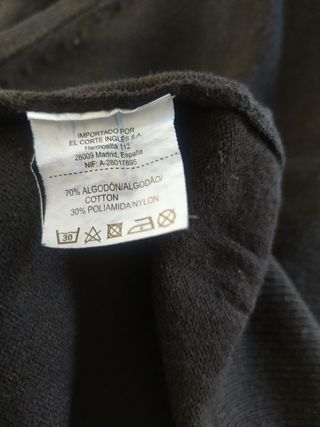 IMPORTADO POR
EL CORTE INGLÉS S.A.
Hermosilla 112
28009 Madrid, España
NIF: A-28017895
70% ALGODÓN/ALGODÃO/
COTTON
30% POLIAMIDA/NYLON
30